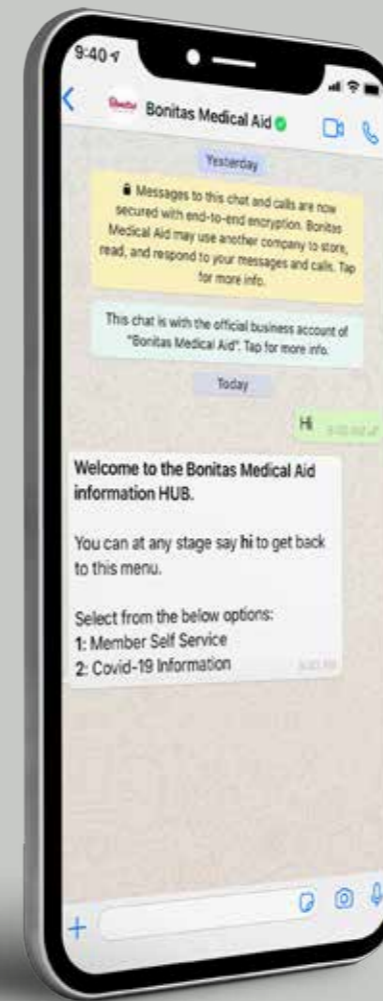 9:40
Bonitas
Bonitas Medical Aid
Yesterday
Messages to this chat and calls are now
secured with end-to-end encryption. Bonitas
Medical Aid may use another company to store,
read, and respond to your messages and calls. Tap
for more info.
This chat is with the official business account of
"Bonitas Medical Aid". Tap for more info.
Today
Hi
Welcome to the Bonitas Medical Aid
information HUB.
You can at any stage say hi to get back
to this menu.
Select from the below options:
1: Member Self Service
2: Covid-19 Information